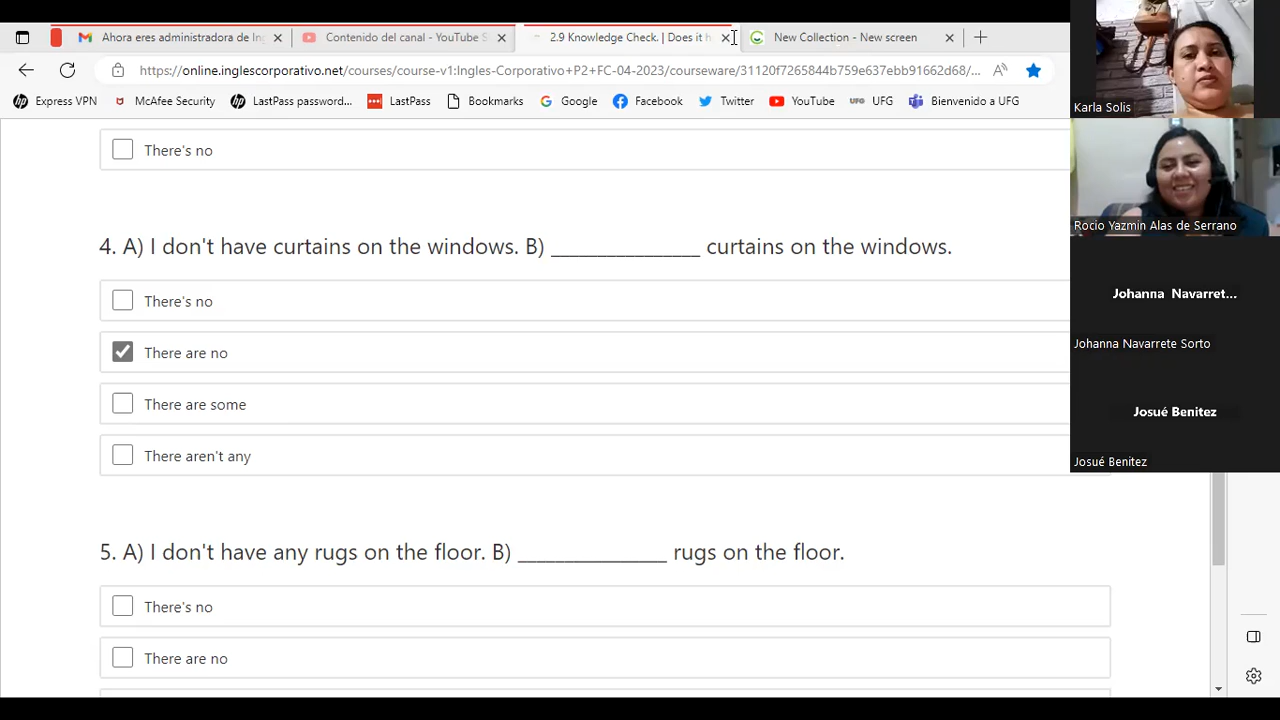 Ahora eres administradora de In
Contenido del canal - YouTube S
2.9 Knowledge Check. | Does it h
New Collection - New screen
https://online.inglescorporativo.net/courses/course-v1:Ingles-Corporativo+P2+FC-04-2023/courseware/31120f7265844b759e637ebb91662d68/...
Express VPN
McAfee Security
LastPass password...
LastPass
Bookmarks
Google
Facebook
Twitter
YouTube
UFG
UFG
Bienvenido a UFG
There's no
4. A) I don't have curtains on the windows. B) ________________ curtains on the windows.
There's no
There are no
There are some
There aren't any
5. A) I don't have any rugs on the floor. B) ________________ rugs on the floor.
There's no
There are no
Karla Solis
Rocio Yazmin Alas de Serrano
Johanna Navarret...
Johanna Navarrete Sorto
Josué Benitez
Josué Benitez